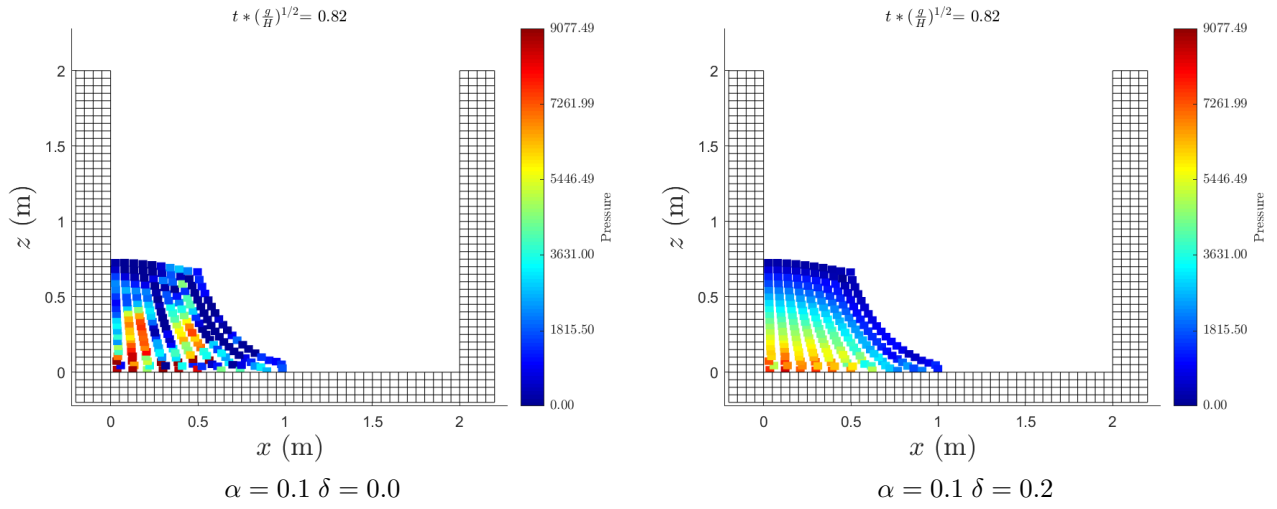 t ∗ (g/H)^{1/2}= 0.82
9077.49
7261.99
5446.49
3631.00
1815.50
0.00
Pressure
2
1.5
1
0.5
0
z (m)
0 0.5 1 1.5 2
x (m)
α = 0.1 δ = 0.0
t ∗ (g/H)^{1/2}= 0.82
9077.49
7261.99
5446.49
3631.00
1815.50
0.00
Pressure
2
1.5
1
0.5
0
z (m)
0 0.5 1 1.5 2
x (m)
α = 0.1 δ = 0.2